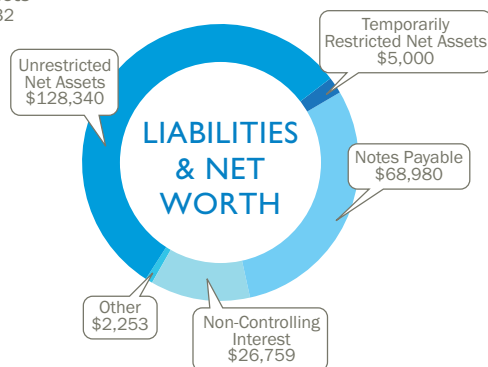 32
Temporarily
Restricted Net Assets
$5,000
Unrestricted
Net Assets
$128,340
LIABILITIES
& NET
WORTH
Notes Payable
$68,980
Other
$2,253
Non-Controlling
Interest
$26,759